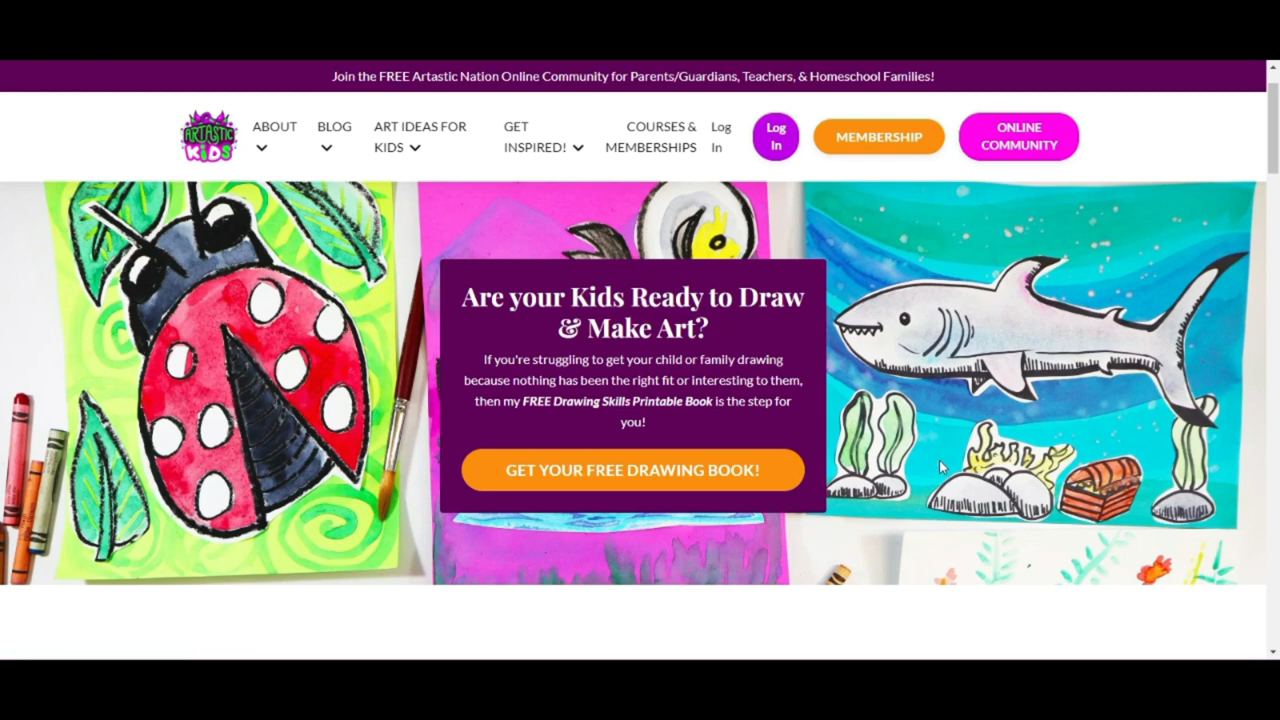 Join the FREE Artastic Nation Online Community for Parents/Guardians, Teachers, & Homeschool Families!
ARTASTIC
KIDS
ABOUT
BLOG
ART IDEAS FOR
KIDS
GET
INSPIRED!
COURSES &
MEMBERSHIPS
Log
In
Log
In
MEMBERSHIP
ONLINE
COMMUNITY
Are your Kids Ready to Draw
& Make Art?
If you're struggling to get your child or family drawing
because nothing has been the right fit or interesting to them,
then my FREE Drawing Skills Printable Book is the step for
you!
GET YOUR FREE DRAWING BOOK!